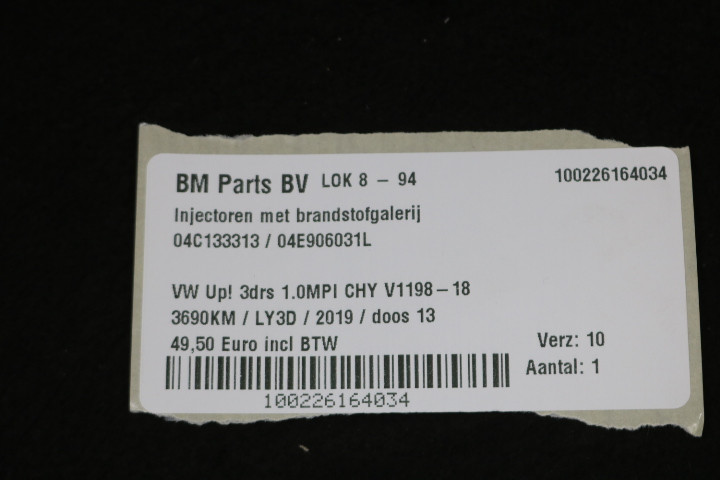 BM Parts BV LOK 8 - 94 100226164034
Injectoren met brandstofgalerij
04C133313 / 04E906031L
VW Up! 3drs 1.0MPI CHY V1198-18
3690KM / LY3D / 2019 / doos 13
49,50 Euro incl BTW Verz: 10
Aantal: 1
100226164034